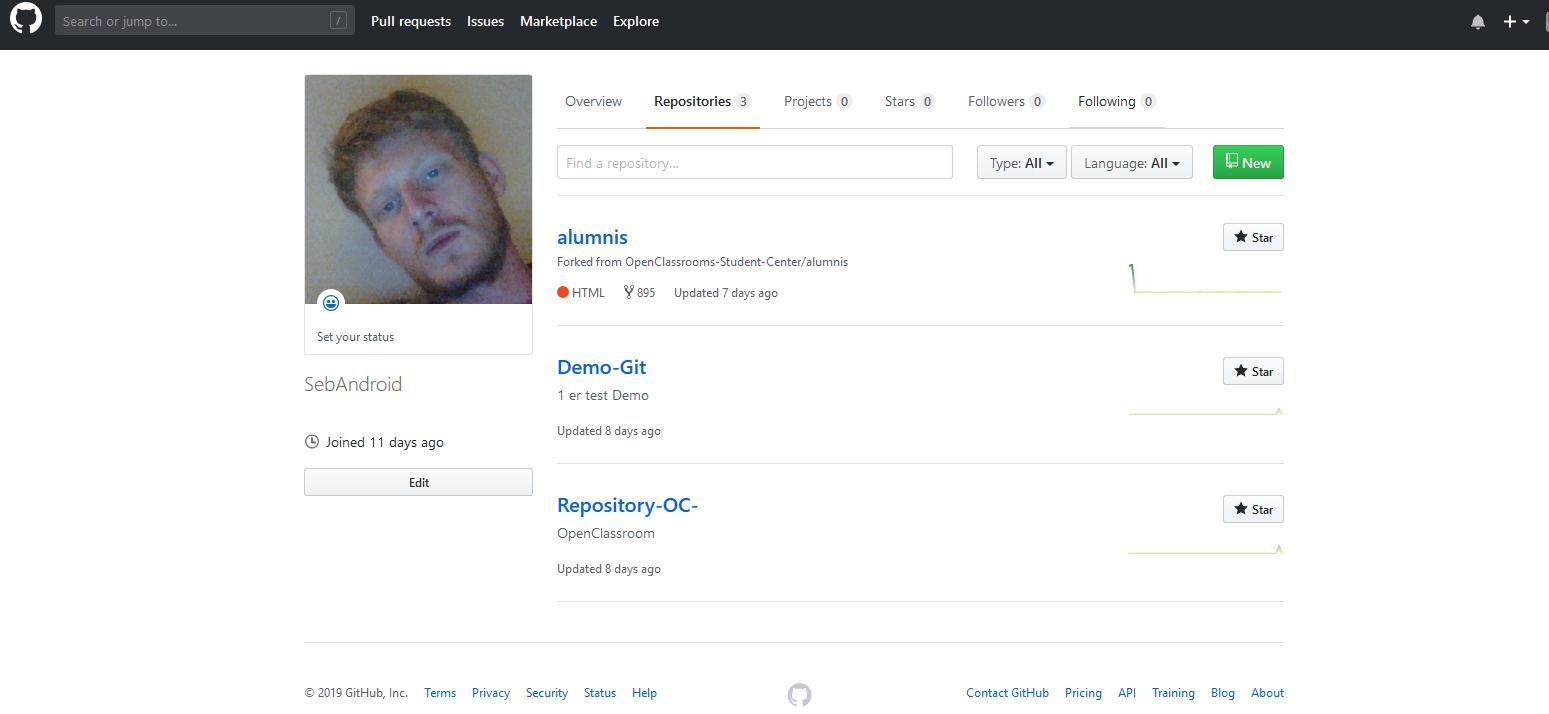 Search or jump to... /
Pull requests Issues Marketplace Explore
Overview Repositories 3 Projects 0 Stars 0 Followers 0 Following 0
Find a repository... Type: All Language: All New
alumnis Star
Forked from OpenClassrooms-Student-Center/alumnis
HTML 895 Updated 7 days ago
Set your status
Demo-Git Star
SebAndroid
1 er test Demo
Updated 8 days ago
Joined 11 days ago
Edit
Repository-OC- Star
OpenClassroom
Updated 8 days ago
© 2019 GitHub, Inc. Terms Privacy Security Status Help Contact GitHub Pricing API Training Blog About